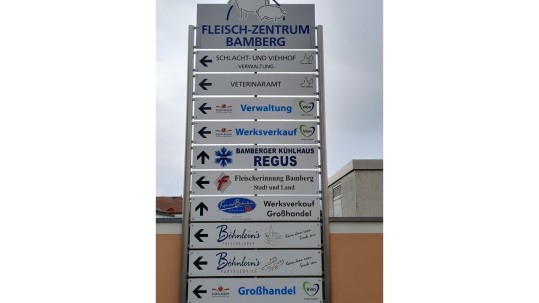 FLEISCH-ZENTRUM
BAMBERG
SCHLACHT- UND VIEHHOF
-VERWALTUNG-
VETERINÄRAMT
Verwaltung
Werksverkauf
BAMBERGER KÜHLHAUS
REGUS
Fleischerinnung Bamberg
Stadt und Land
Werksverkauf
Großhandel
Böhnlein's
Böhnlein's
PARTYSERVICE
Großhandel